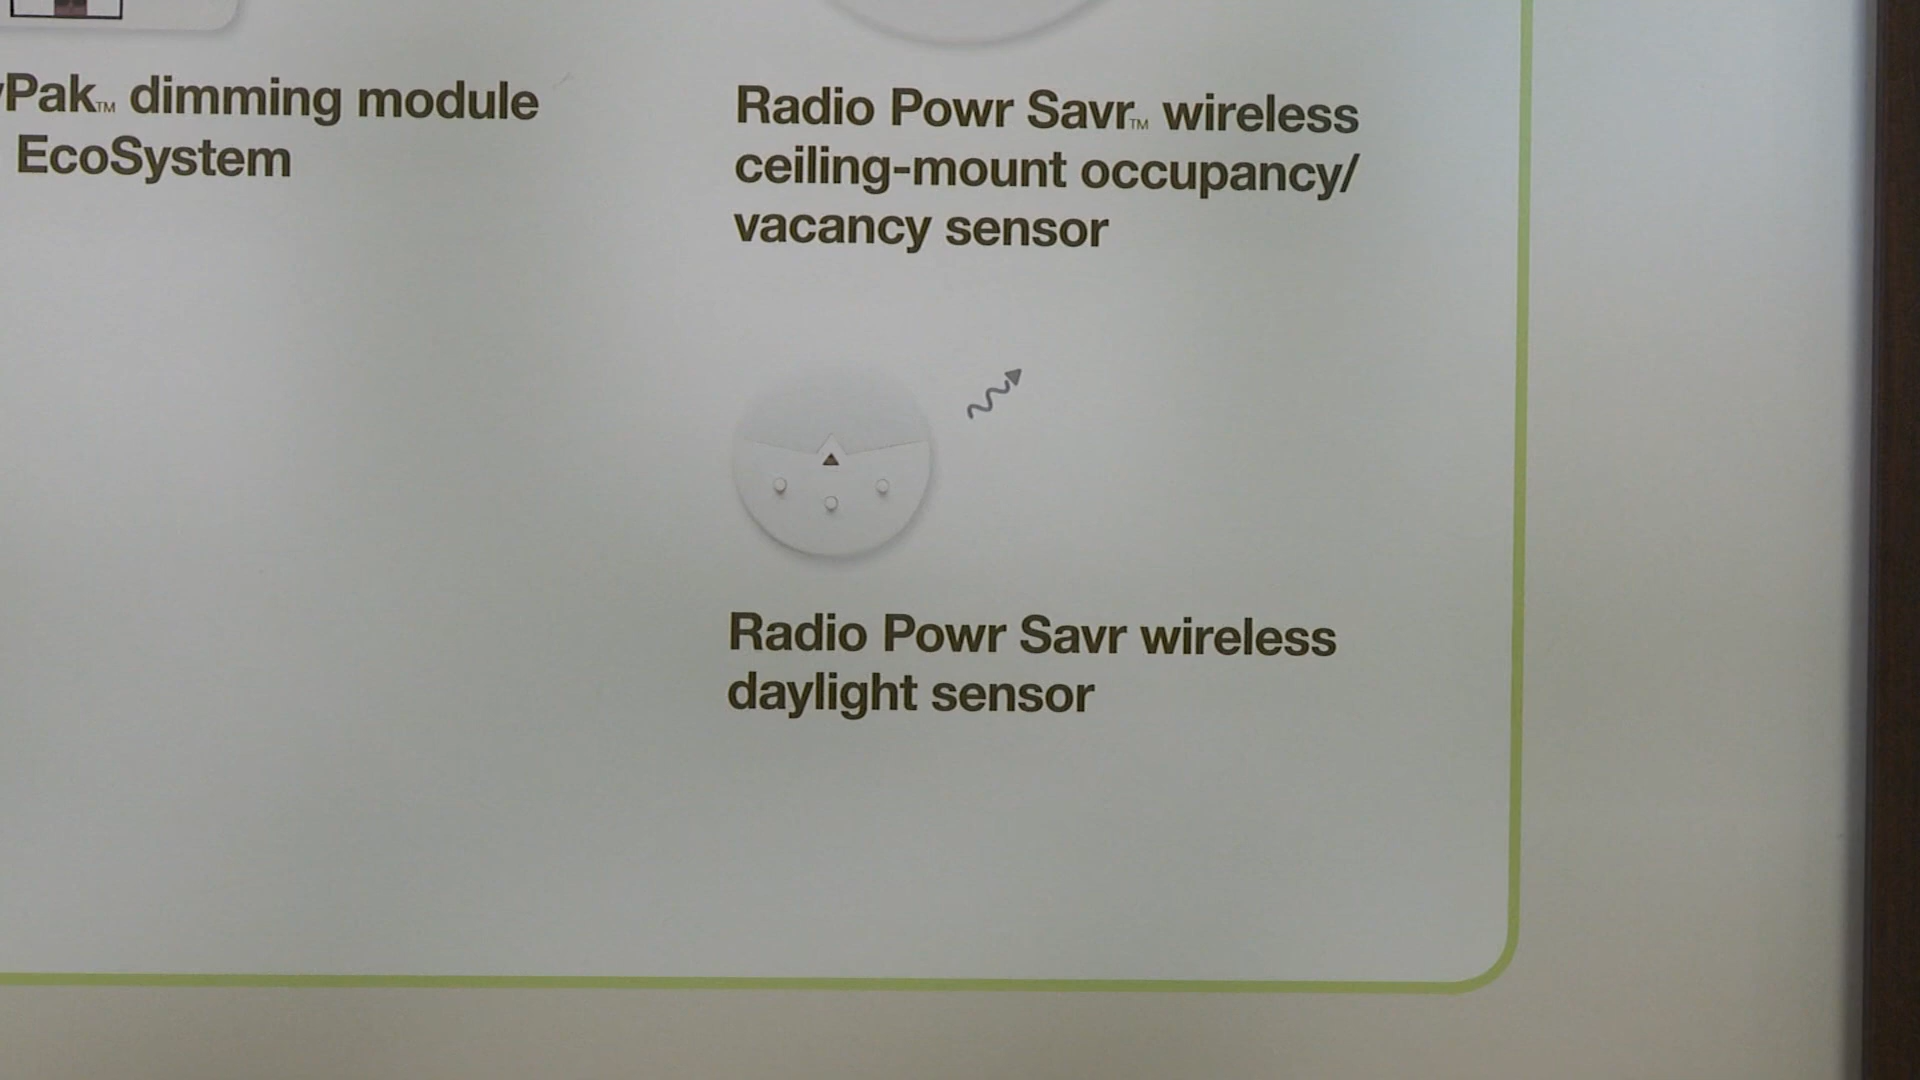 Pak™ dimming module
EcoSystem
Radio Powr Savr™ wireless
ceiling-mount occupancy/
vacancy sensor
Radio Powr Savr wireless
daylight sensor